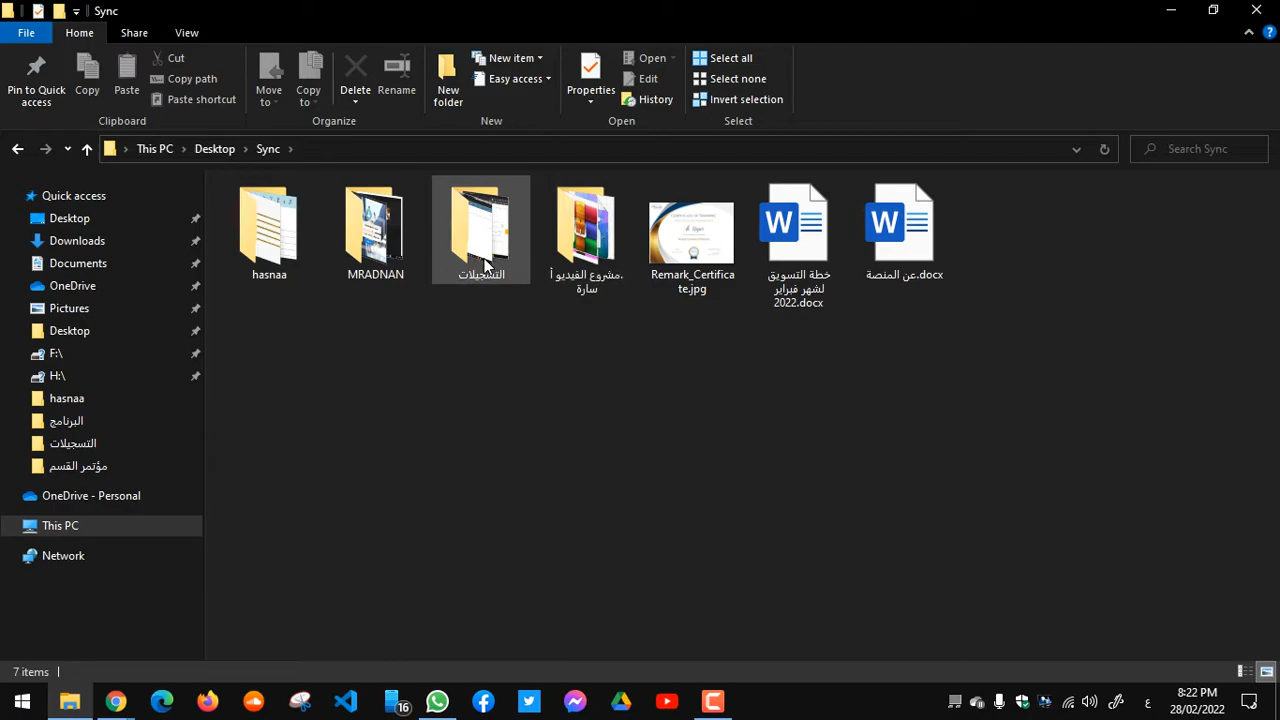 Sync
File
Home
Share
View
Pin to Quick access
Copy
Paste
Cut
Copy path
Paste shortcut
Clipboard
Move to
Copy to
Delete
Rename
Organize
New folder
New item
Easy access
New
Properties
Open
Edit
History
Open
Select all
Select none
Invert selection
Select
This PC
Desktop
Sync
Search Sync
Quick access
Desktop
Downloads
Documents
OneDrive
Pictures
Desktop
F:\
H:\
hasnaa
البرنامج
التسجيلات
مؤتمر القسم
OneDrive - Personal
This PC
Network
hasnaa
MRADNAN
التسجيلات
مشروع الفيديو أ.
سارة
Remark_Certifica
te.jpg
خطة التسويق
لشهر فبراير
2022.docx
عن المنصة.docx
7 items
16
ع
8:22 PM
28/02/2022